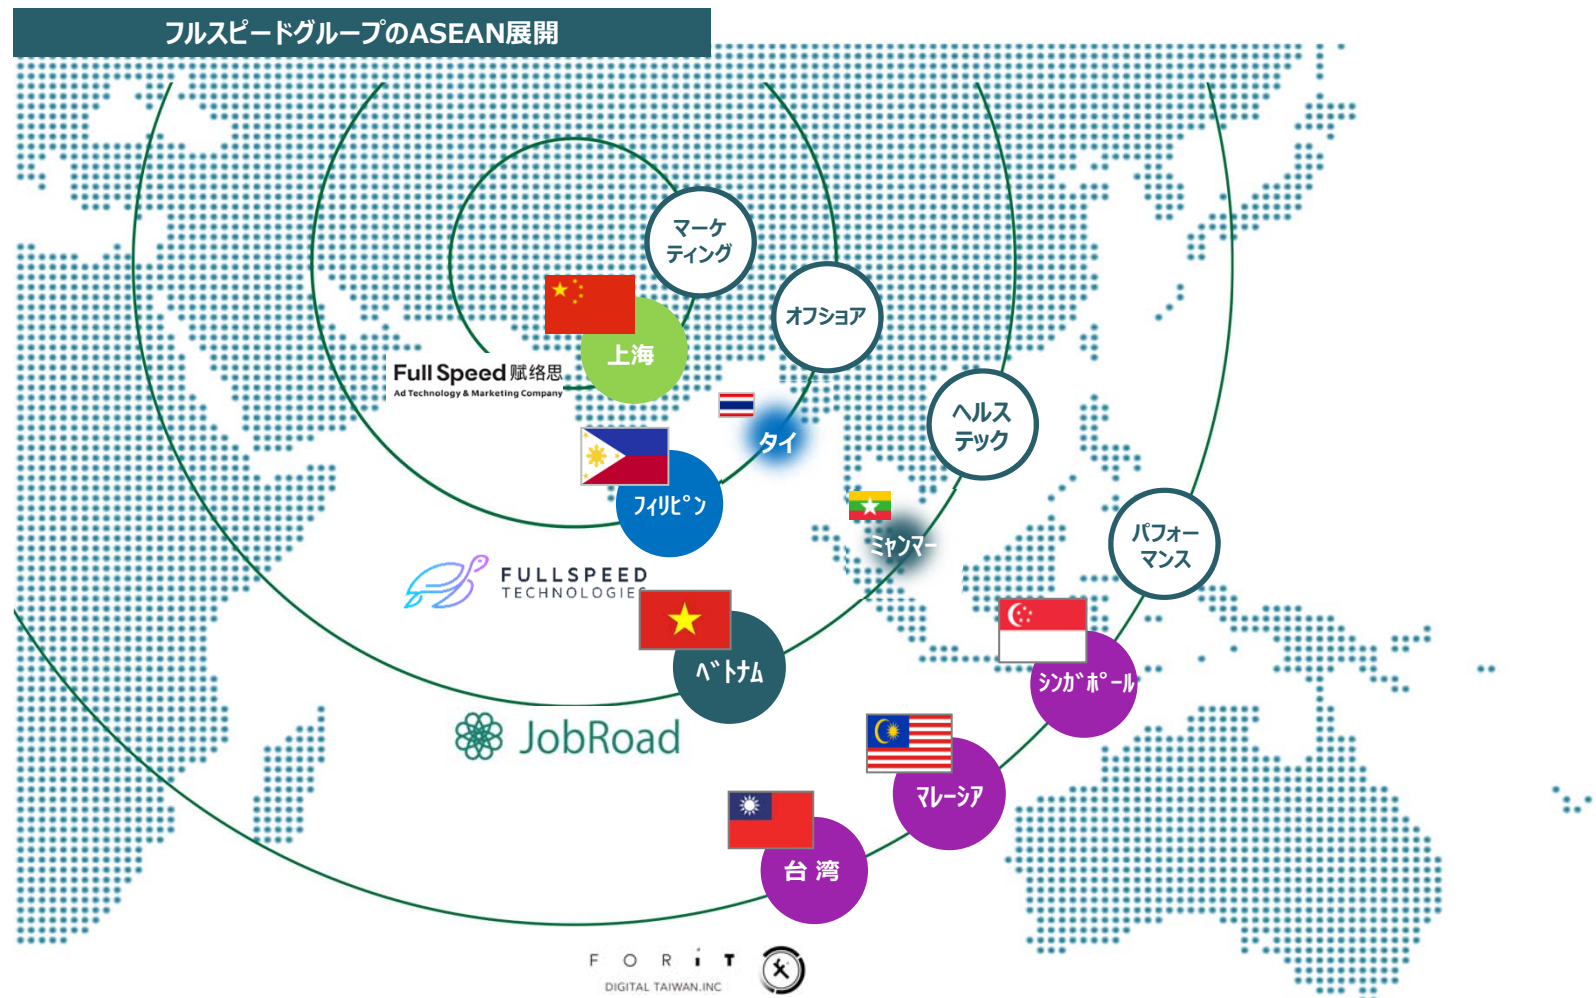 フルスピードグループのASEAN展開
マーケ
ティング
オフショア
上海
Full Speed 赋络思
Ad Technology & Marketing Company
タイ
ヘルス
テック
フィリピン
ミャンマー
パフォー
マンス
FULLSPEED
TECHNOLOGIES
ベトナム
シンガポール
JobRoad
マレーシア
台 湾
FORiT
DIGITAL TAIWAN.INC